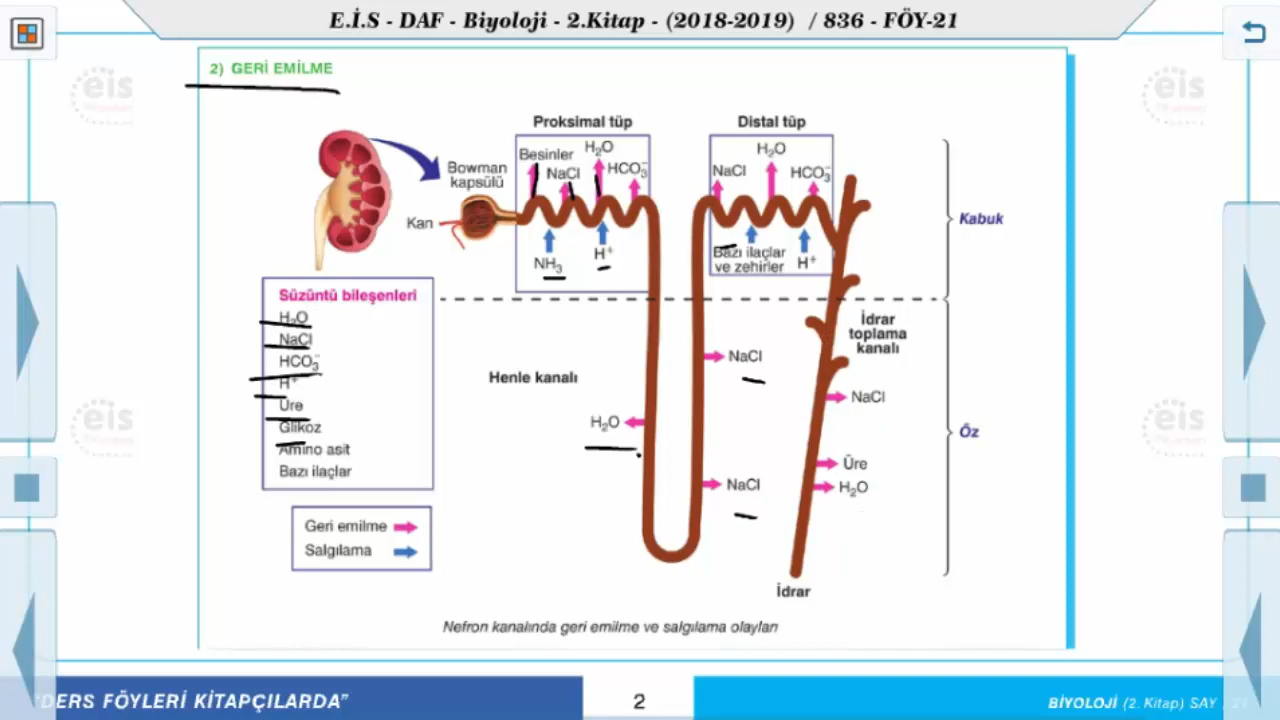 E.İ.S - DAF - Biyoloji - 2.Kitap - (2018-2019) / 836 - FÖY-21
2) GERİ EMİLME
eis
eis
Proksimal tüp
Distal tüp
Besinler
NaCl
H₂O
HCO₃⁻
NaCl
H₂O
HCO₃⁻
Bowman
kapsülü
Kan
Kabuk
NH₃
H⁺
Bazı ilaçlar
ve zehirler
H⁺
Süzüntü bileşenleri
H₂O
NaCl
HCO₃⁻
H⁺
Üre
Glikoz
Amino asit
Bazı ilaçlar
İdrar
toplama
kanalı
NaCl
Henle kanalı
NaCl
H₂O
eis
eis
Öz
Üre
H₂O
NaCl
Geri emilme
Salgılama
İdrar
Nefron kanalında geri emilme ve salgılama olayları
"DERS FÖYLERİ KİTAPÇILARDA"
2
BİYOLOJİ (2. Kitap) SAY